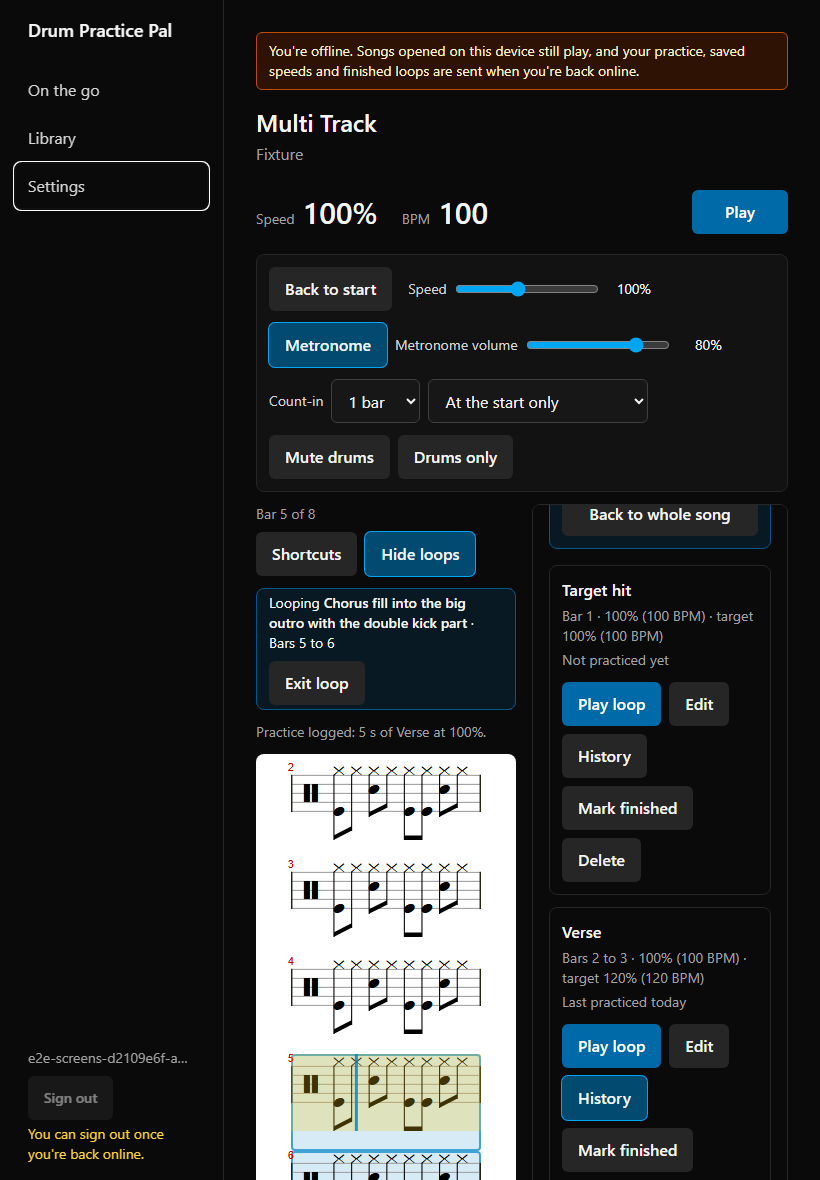 Drum Practice Pal
On the go
Library
Settings
e2e-screens-d2109e6f-a...
Sign out
You can sign out once
you're back online.
You're offline. Songs opened on this device still play, and your practice, saved
speeds and finished loops are sent when you're back online.
Multi Track
Fixture
Speed 100% BPM 100
Play
Back to start Speed 100%
Metronome Metronome volume 80%
Count-in 1 bar At the start only
Mute drums Drums only
Bar 5 of 8
Shortcuts Hide loops
Looping Chorus fill into the big
outro with the double kick part ·
Bars 5 to 6
Exit loop
Practice logged: 5 s of Verse at 100%.
2
3
4
5
6
Back to whole song
Target hit
Bar 1 · 100% (100 BPM) · target
100% (100 BPM)
Not practiced yet
Play loop Edit
History
Mark finished
Delete
Verse
Bars 2 to 3 · 100% (100 BPM) ·
target 120% (120 BPM)
Last practiced today
Play loop Edit
History
Mark finished